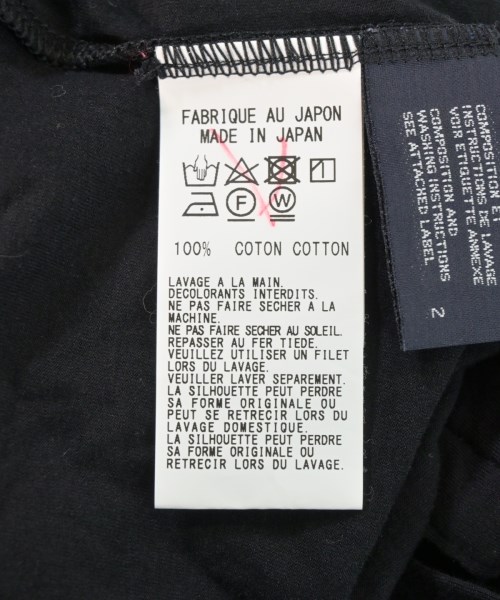 FABRIQUE AU JAPON
MADE IN JAPAN
F
W
100% COTON COTTON
LAVAGE A LA MAIN.
DECOLORANTS INTERDITS.
NE PAS FAIRE SECHER A LA
MACHINE.
NE PAS FAIRE SECHER AU SOLEIL.
REPASSER AU FER TIEDE.
VEUILLEZ UTILISER UN FILET
LORS DU LAVAGE.
VEUILLER LAVER SEPAREMENT.
LA SILHOUETTE PEUT PERDRE
SA FORME ORIGINALE OU
PEUT SE RETRECIR LORS DU
LAVAGE DOMESTIQUE.
LA SILHOUETTE PEUT PERDRE
SA FORME ORIGINALE OU
RETRECIR LORS DU LAVAGE.
COMPOSITION ET
INSTRUCTIONS DE LAVAGE
VOIR ETIQUETTE ANNEXE
COMPOSITION AND
WASHING INSTRUCTIONS
SEE ATTACHED LABEL
2